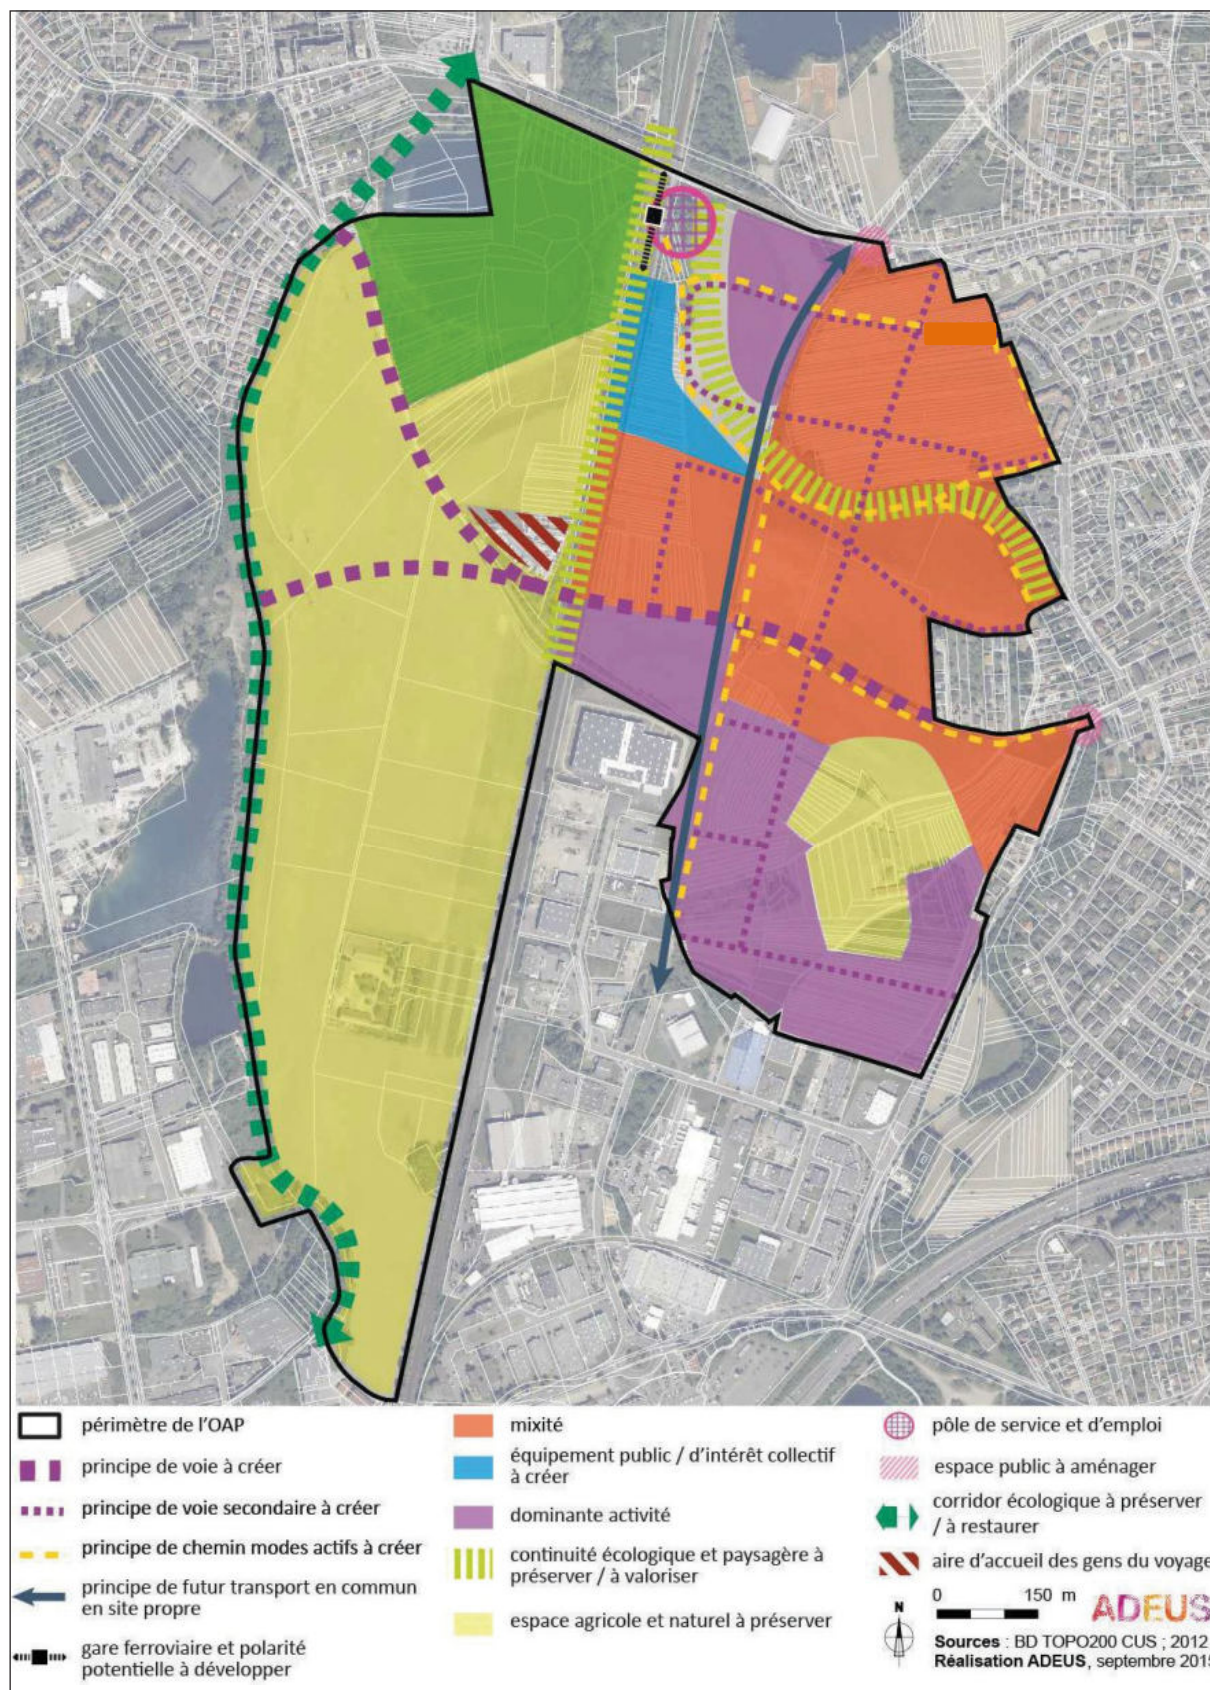 périmètre de l'OAP
principe de voie à créer
principe de voie secondaire à créer
principe de chemin modes actifs à créer
principe de futur transport en commun
en site propre
gare ferroviaire et polarité
potentielle à développer
mixité
équipement public / d'intérêt collectif
à créer
dominante activité
continuité écologique et paysagère à
préserver / à valoriser
espace agricole et naturel à préserver
pôle de service et d'emploi
espace public à aménager
corridor écologique à préserver
/ à restaurer
aire d'accueil des gens du voyage
0 150 m
N
ADEUS
Sources : BD TOPO200 CUS ; 2012
Réalisation ADEUS, septembre 2015